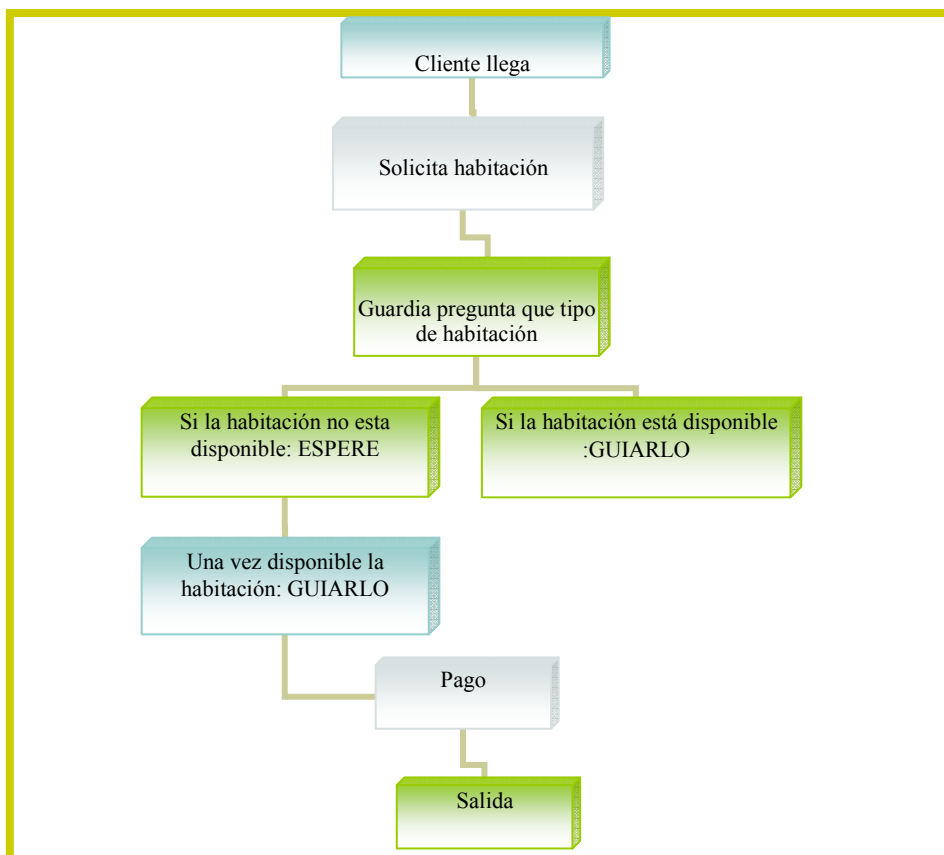 Cliente llega
Solicita habitación
Guardia pregunta que tipo
de habitación
Si la habitación no esta
disponible: ESPERE
Si la habitación está disponible
:GUIARLO
Una vez disponible la
habitación: GUIARLO
Pago
Salida